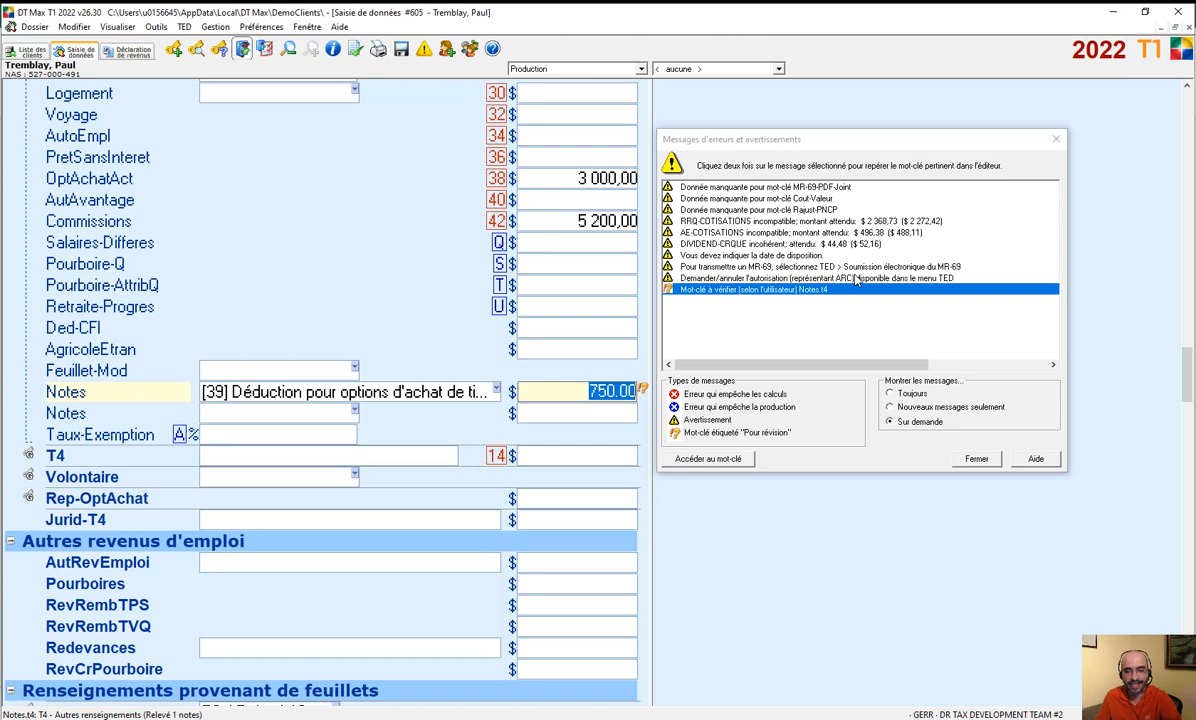 DT Max T1 2022 v26.30 C:\Users\u0156645\AppData\Local\DT Max\DemoClients\ - [Saisie de données #605 - Tremblay, Paul]
Dossier Modifier Visualiser Outils TED Gestion Préférences Fenêtre Aide
Liste des clients
Saisie de données
Déclaration de revenus
2022 T1
Tremblay, Paul
NAS : 527-000-491
Production
< aucune >
Logement 30 $
Voyage 32 $
AutoEmpl 34 $
PretSansInteret 36 $
OptAchatAct 38 $ 3 000,00
AutAvantage 40 $
Commissions 42 $ 5 200,00
Salaires-Differes Q $
Pourboire-Q S $
Pourboire-AttribQ T $
Retraite-Progres U $
Ded-CFI $
AgricoleEtran $
Feuillet-Mod
Notes [39] Déduction pour options d'achat de ti... $ 750.00
Notes $
Taux-Exemption A %
T4 14 $
Volontaire
Rep-OptAchat $
Jurid-T4 $
Autres revenus d'emploi
AutRevEmploi $
Pourboires $
RevRembTPS $
RevRembTVQ $
Redevances $
RevCrPourboire $
Renseignements provenant de feuillets
Messages d'erreurs et avertissements
Cliquez deux fois sur le message sélectionné pour repérer le mot-clé pertinent dans l'éditeur.
Donnée manquante pour mot-clé MR-69-PDF-Joint
Donnée manquante pour mot-clé Cout-Valeur
Donnée manquante pour mot-clé Rajust-PNCP
RRQ-COTISATIONS incompatible; montant attendu: $ 2 368,73 ($ 2 272,42)
AE-COTISATIONS incompatible; montant attendu: $ 496,38 ($ 488,11)
DIVIDEND-CRQUE incohérent; attendu: $ 44,48 ($ 52,16)
Vous devez indiquer la date de disposition.
Pour transmettre un MR-69, sélectionnez TED > Soumission électronique du MR-69
Demander/annuler l'autorisation (représentant ARC) disponible dans le menu TED
Mot-clé à vérifier (selon l'utilisateur) Notes.t4
Types de messages
Erreur qui empêche les calculs
Erreur qui empêche la production
Avertissement
Mot-clé étiqueté "Pour révision"
Montrer les messages...
Toujours
Nouveaux messages seulement
Sur demande
Accéder au mot-clé Fermer Aide
Notes.t4: T4 - Autres renseignements (Relevé 1 notes)
- GERR - DR TAX DEVELOPMENT TEAM #2